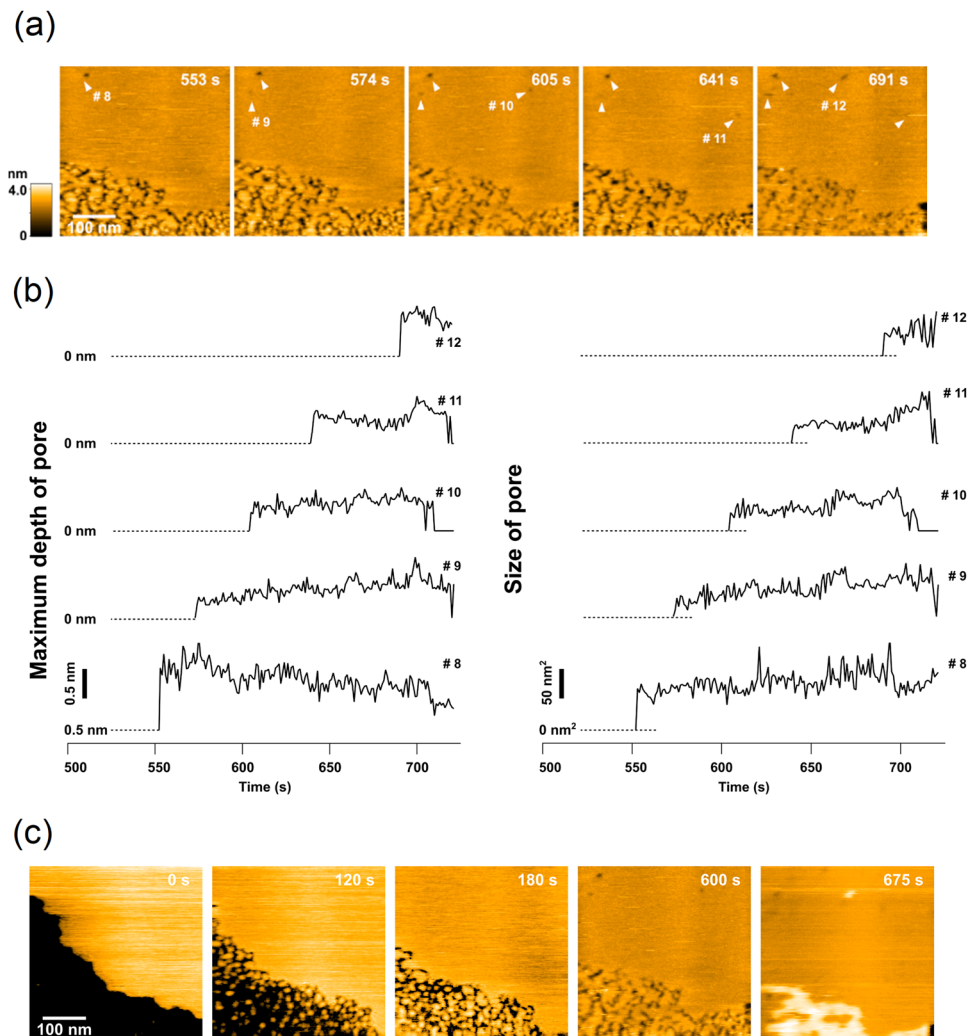 (a)
553 s
574 s
605 s
641 s
691 s
# 8
# 9
# 10
# 11
# 12
nm
4.0
0
100 nm
(b)
Maximum depth of pore
# 12
0 nm
# 11
0 nm
# 10
0 nm
# 9
0 nm
# 8
0.5 nm
0.5 nm
500 550 600 650 700
Time (s)
Size of pore
# 12
# 11
# 10
# 9
# 8
50 nm²
0 nm²
500 550 600 650 700
Time (s)
(c)
0 s
120 s
180 s
600 s
675 s
100 nm